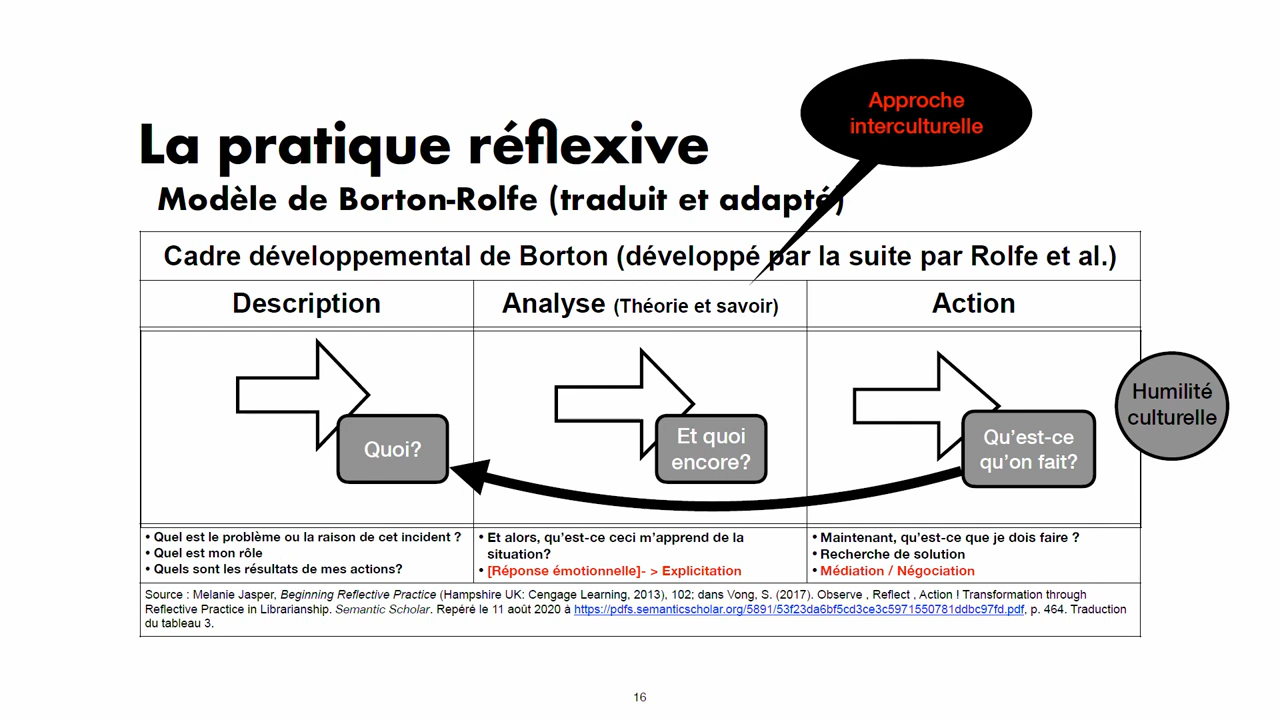 Approche
interculturelle
La pratique réflexive
Modèle de Borton-Rolfe (traduit et adapté)
Cadre développemental de Borton (développé par la suite par Rolfe et al.)
Description
Analyse (Théorie et savoir)
Action
Quoi?
Et quoi
encore?
Qu’est-ce
qu’on fait?
Humilité
culturelle
• Quel est le problème ou la raison de cet incident ?
• Quel est mon rôle
• Quels sont les résultats de mes actions?
• Et alors, qu’est-ce ceci m’apprend de la
situation?
• [Réponse émotionnelle]- > Explicitation
• Maintenant, qu’est-ce que je dois faire ?
• Recherche de solution
• Médiation / Négociation
Source : Melanie Jasper, Beginning Reflective Practice (Hampshire UK: Cengage Learning, 2013), 102; dans Vong, S. (2017). Observe , Reflect , Action ! Transformation through
Reflective Practice in Librarianship. Semantic Scholar. Repéré le 11 août 2020 à https://pdfs.semanticscholar.org/5891/53f23da6bf5cd3ce3c5971550781ddbc97fd.pdf, p. 464. Traduction
du tableau 3.
16